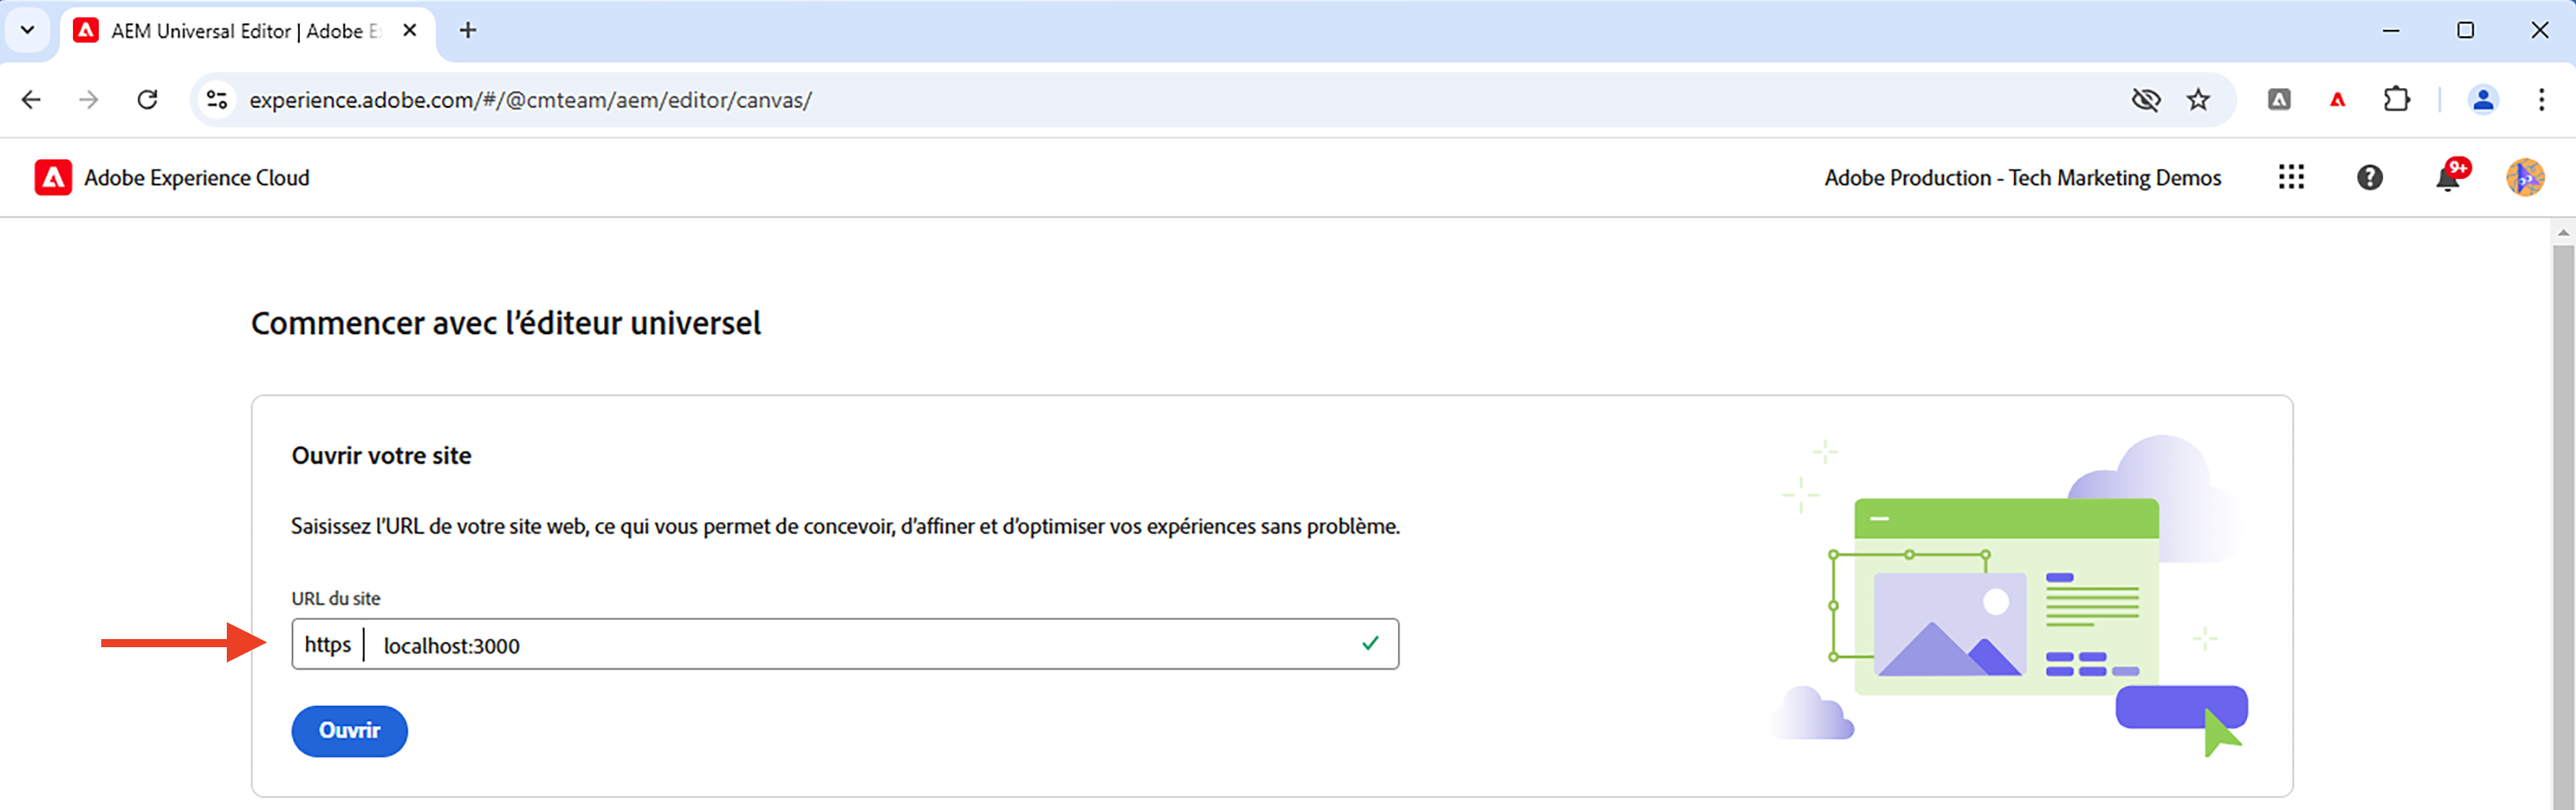 AEM Universal Editor | Adobe E
experience.adobe.com/#/@cmteam/aem/editor/canvas/
Adobe Experience Cloud
Adobe Production - Tech Marketing Demos
9+
Commencer avec l’éditeur universel
Ouvrir votre site
Saisissez l’URL de votre site web, ce qui vous permet de concevoir, d’affiner et d’optimiser vos expériences sans problème.
URL du site
https localhost:3000
Ouvrir